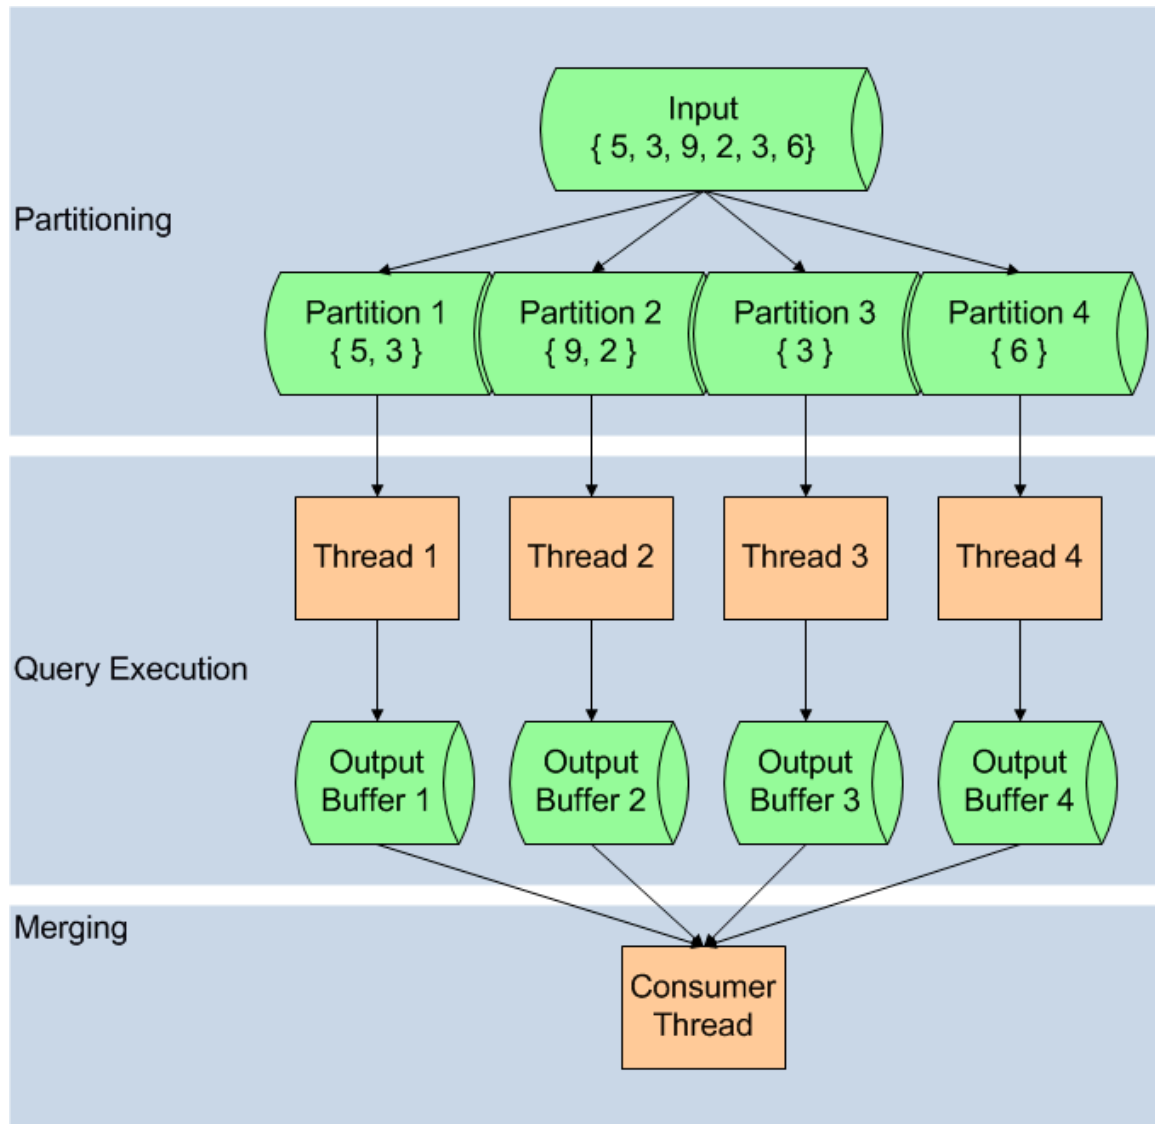 Input
{ 5, 3, 9, 2, 3, 6}
Partitioning
Partition 1
{ 5, 3 }
Partition 2
{ 9, 2 }
Partition 3
{ 3 }
Partition 4
{ 6 }
Thread 1
Thread 2
Thread 3
Thread 4
Query Execution
Output
Buffer 1
Output
Buffer 2
Output
Buffer 3
Output
Buffer 4
Merging
Consumer
Thread